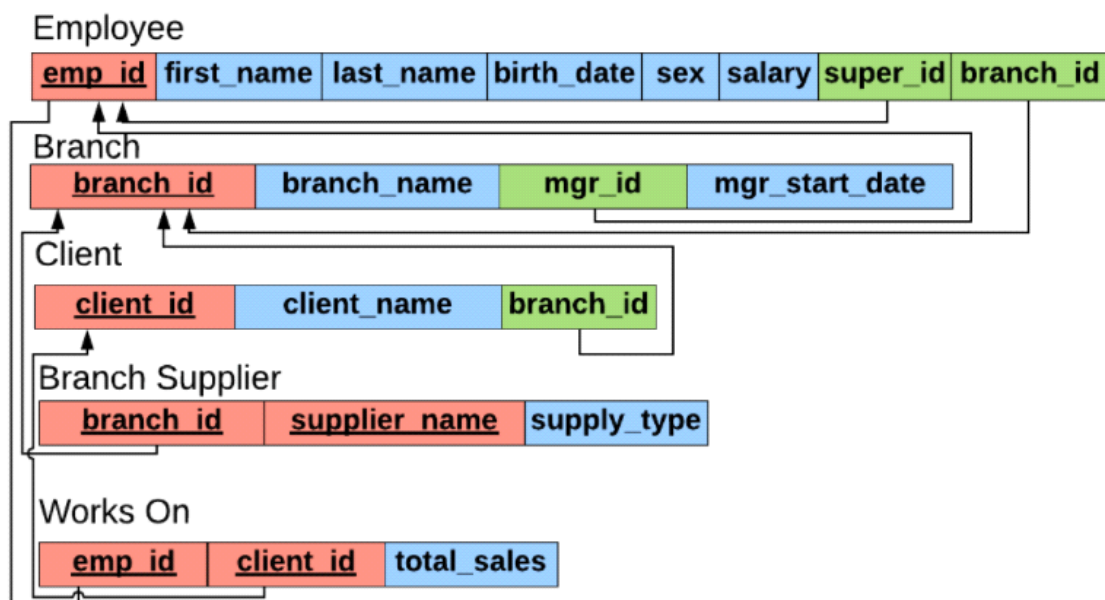 Employee
emp_id first_name last_name birth_date sex salary super_id branch_id
Branch
branch_id branch_name mgr_id mgr_start_date
Client
client_id client_name branch_id
Branch Supplier
branch_id supplier_name supply_type
Works On
emp_id client_id total_sales